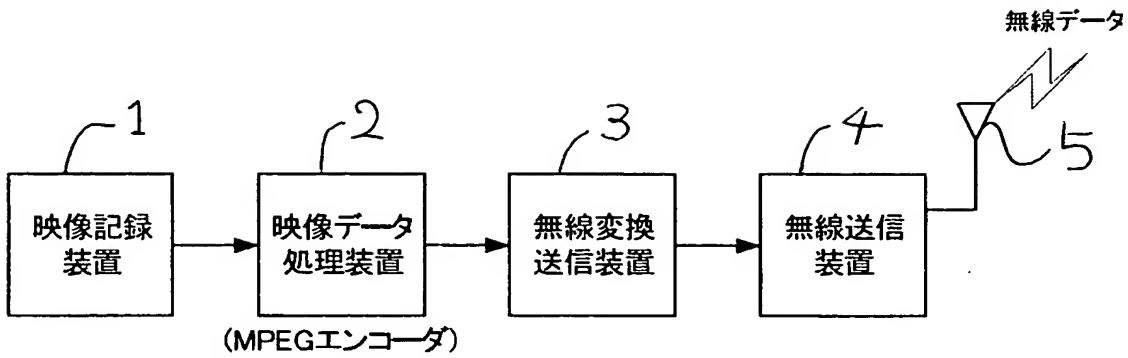 無線データ
1
2
3
4
5
映像記録
装置
映像データ
処理装置
無線変換
送信装置
無線送信
装置
(MPEGエンコーダ)